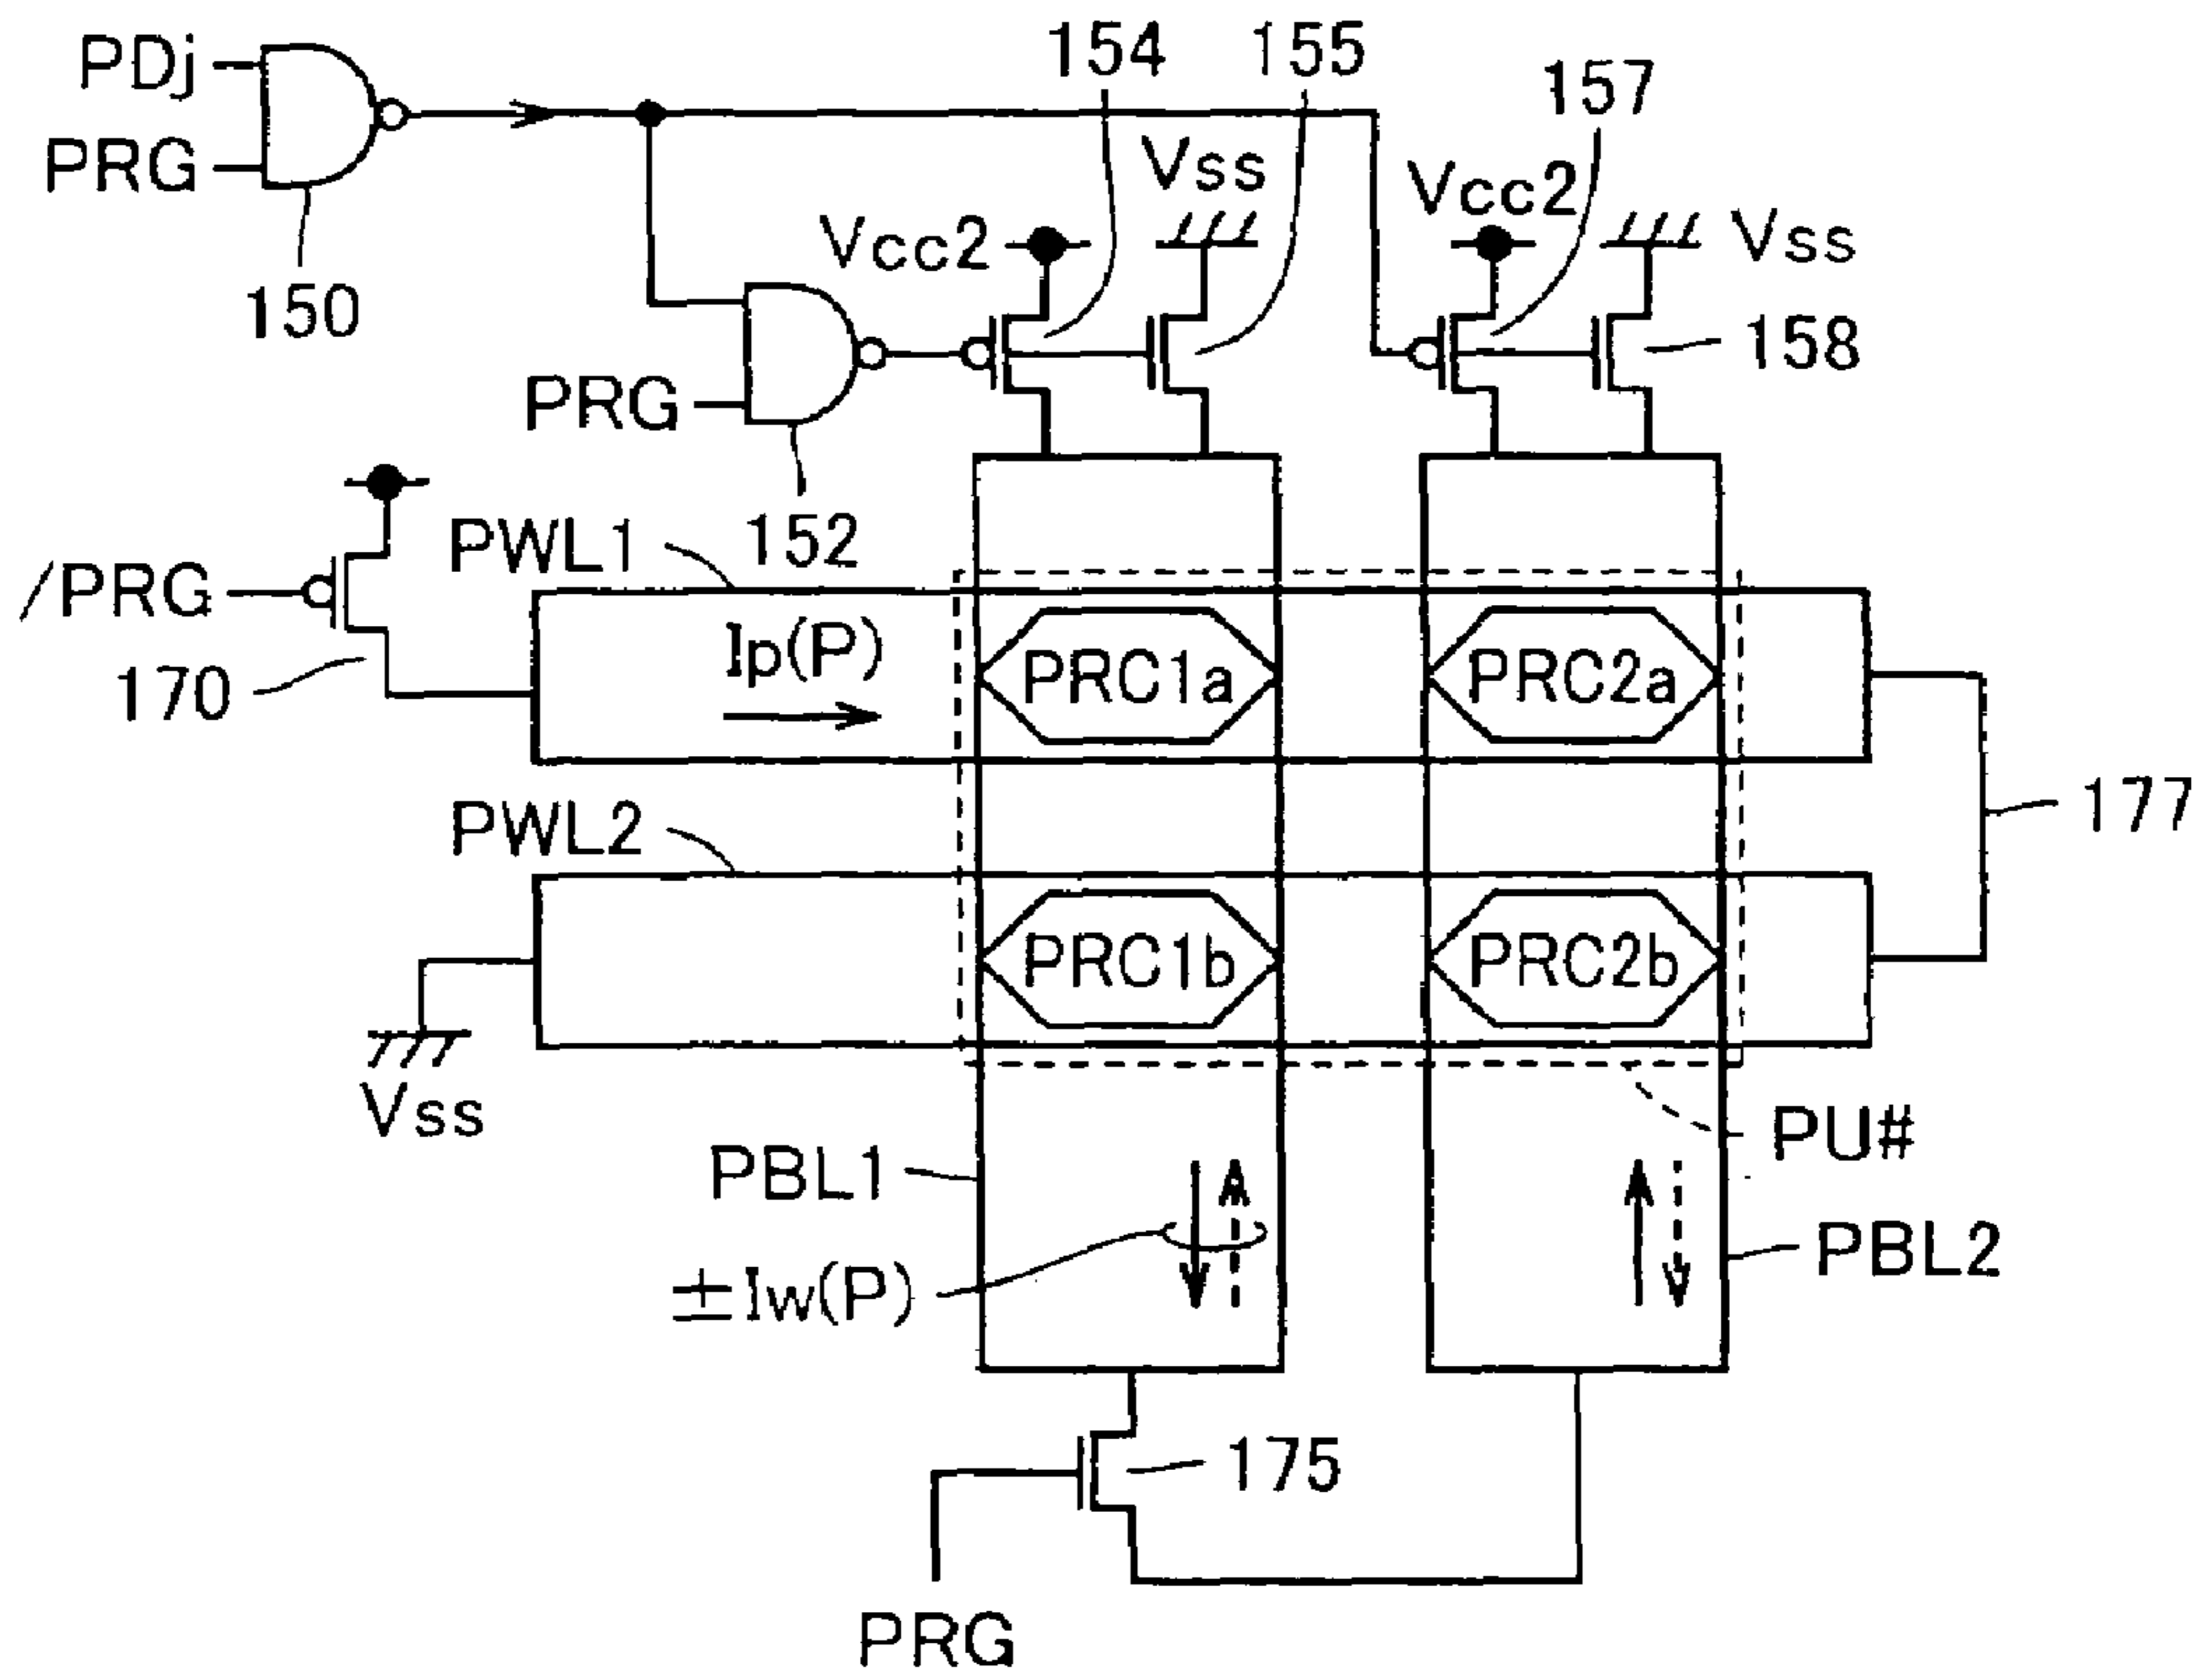 154
155
PDj
157
PRG
Vss
Vcc2
Vcc2
Vss
150
158
PRG
PWL1
152
/PRG
Ip(P)
PRC1a
PRC2a
170
177
PWL2
PRC1b
PRC2b
Vss
PU#
PBL1
PBL2
±Iw(P)
175
PRG